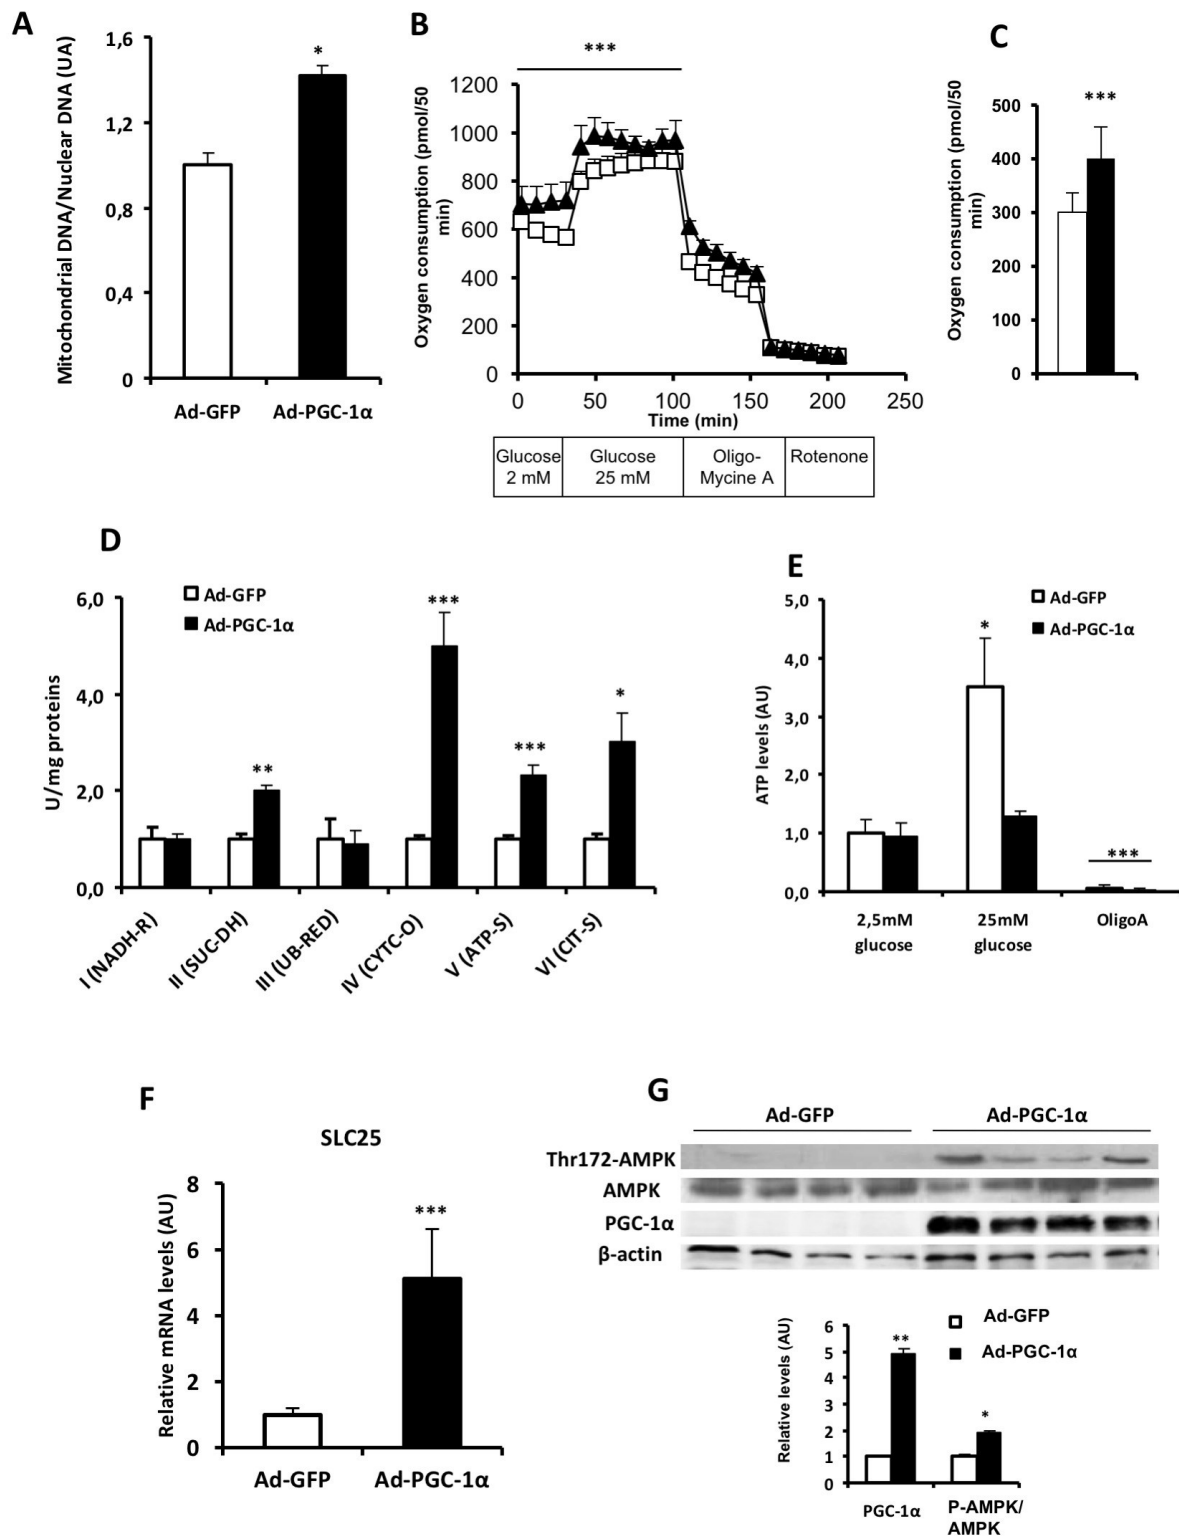 A
Mitochondrial DNA/Nuclear DNA (UA)
1,6
1,2
0,8
0,4
0
*
Ad-GFP
Ad-PGC-1α
B
***
Oxygen consumption (pmol/50
min)
1200
1000
800
600
400
200
0
0
50
100
150
200
250
Time (min)
Glucose
2 mM
Glucose
25 mM
Oligo-
Mycine A
Rotenone
C
***
Oxygen consumption (pmol/50
min)
500
400
300
200
100
0
D
Ad-GFP
Ad-PGC-1α
U/mg proteins
6,0
4,0
2,0
0,0
**
***
***
*
I (NADH-R)
II (SUC-DH)
III (UB-RED)
IV (CYTC-O)
V (ATP-S)
VI (CIT-S)
E
Ad-GFP
Ad-PGC-1α
ATP levels (AU)
5,0
4,0
3,0
2,0
1,0
0,0
*
***
2,5mM
glucose
25mM
glucose
OligoA
F
SLC25
Relative mRNA levels (AU)
8
6
4
2
0
***
Ad-GFP
Ad-PGC-1α
G
Ad-GFP
Ad-PGC-1α
Thr172-AMPK
AMPK
PGC-1α
β-actin
Relative levels (AU)
6
5
4
3
2
1
0
**
*
Ad-GFP
Ad-PGC-1α
PGC-1α
P-AMPK/
AMPK